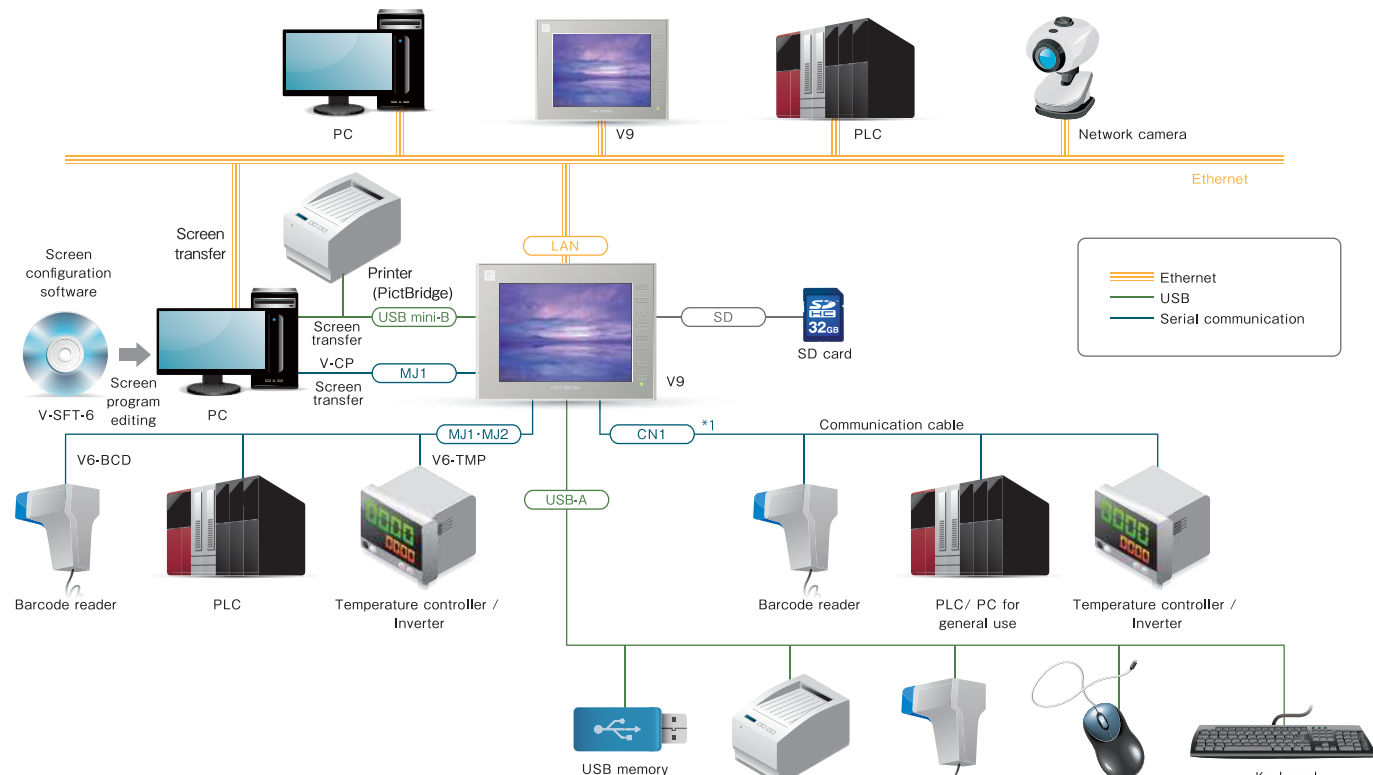 PC
V9
PLC
Network camera
Ethernet
Screen
transfer
LAN
Screen
configuration
software
Printer
(PictBridge)
USB mini-B
Screen
transfer
SD
32GB
SD card
Ethernet
USB
Serial communication
V-CP
MJ1
Screen
transfer
V9
V-SFT-6
Screen
program
editing
PC
MJ1・MJ2
CN1
*1
Communication cable
V6-BCD
V6-TMP
USB-A
Barcode reader
PLC
Temperature controller /
Inverter
Barcode reader
PLC/ PC for
general use
Temperature controller /
Inverter
USB memory